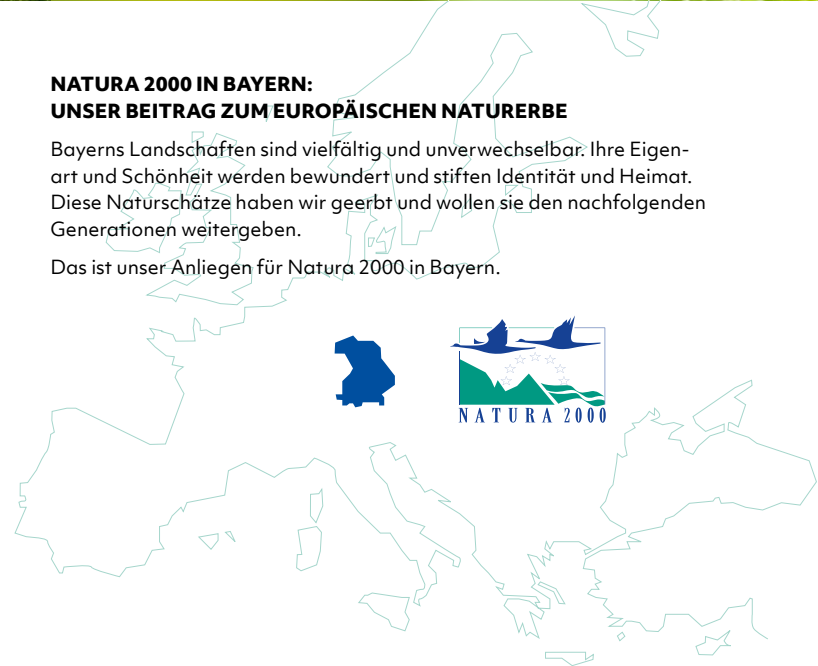 NATURA 2000 IN BAYERN:
UNSER BEITRAG ZUM EUROPÄISCHEN NATURERBE
Bayerns Landschaften sind vielfältig und unverwechselbar. Ihre Eigen-
art und Schönheit werden bewundert und stiften Identität und Heimat.
Diese Naturschätze haben wir geerbt und wollen sie den nachfolgenden
Generationen weitergeben.
Das ist unser Anliegen für Natura 2000 in Bayern.
NATURA 2000